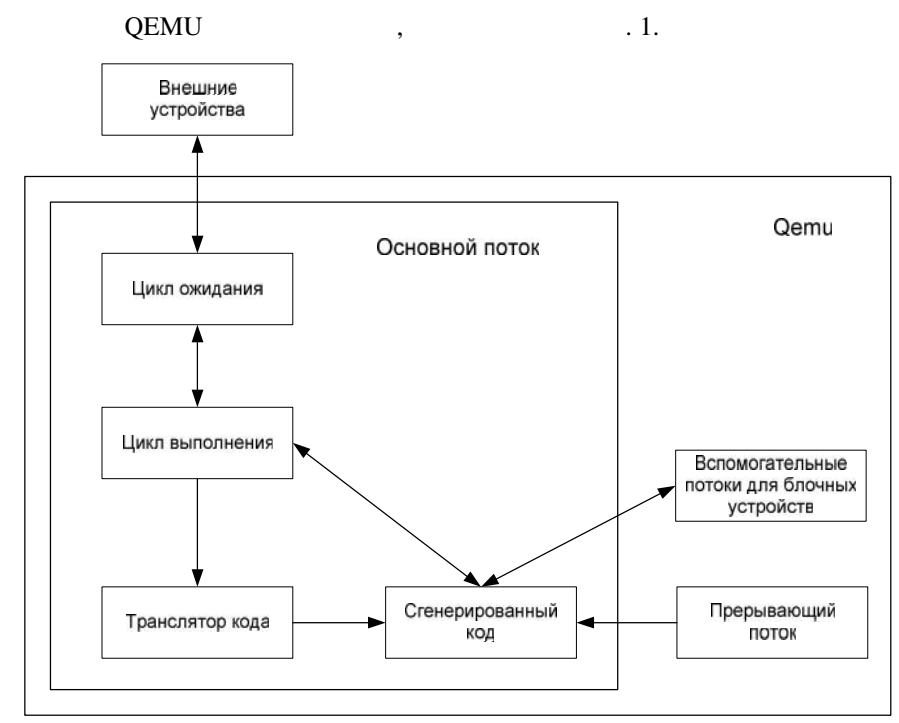 QEMU , . 1.
Внешние
устройства
Qemu
Основной поток
Цикл ожидания
Цикл выполнения
Вспомогательные
потоки для блочных
устройств
Транслятор кода
Сгенерированный
код
Прерывающий
поток